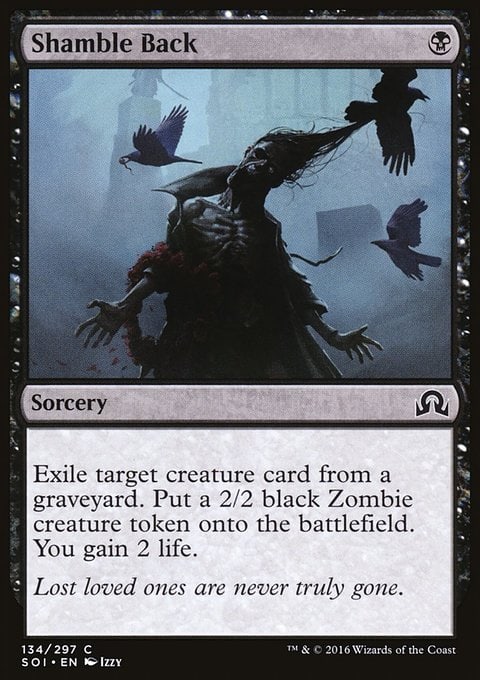 Shamble Back
Sorcery
Exile target creature card from a
graveyard. Put a 2/2 black Zombie
creature token onto the battlefield.
You gain 2 life.
Lost loved ones are never truly gone.
134/297 C
SOI • EN Izzy
™ & © 2016 Wizards of the Coast